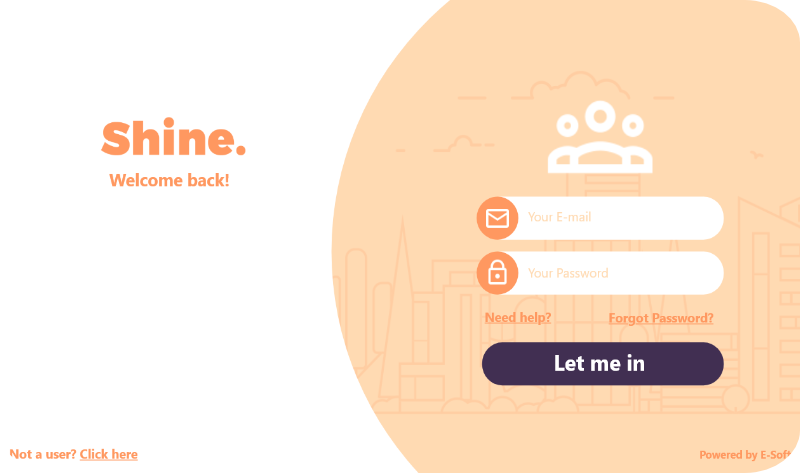 Shine.
Welcome back!
Your E-mail
Your Password
Need help? Forgot Password?
Let me in
Not a user? Click here
Powered by E-Soft